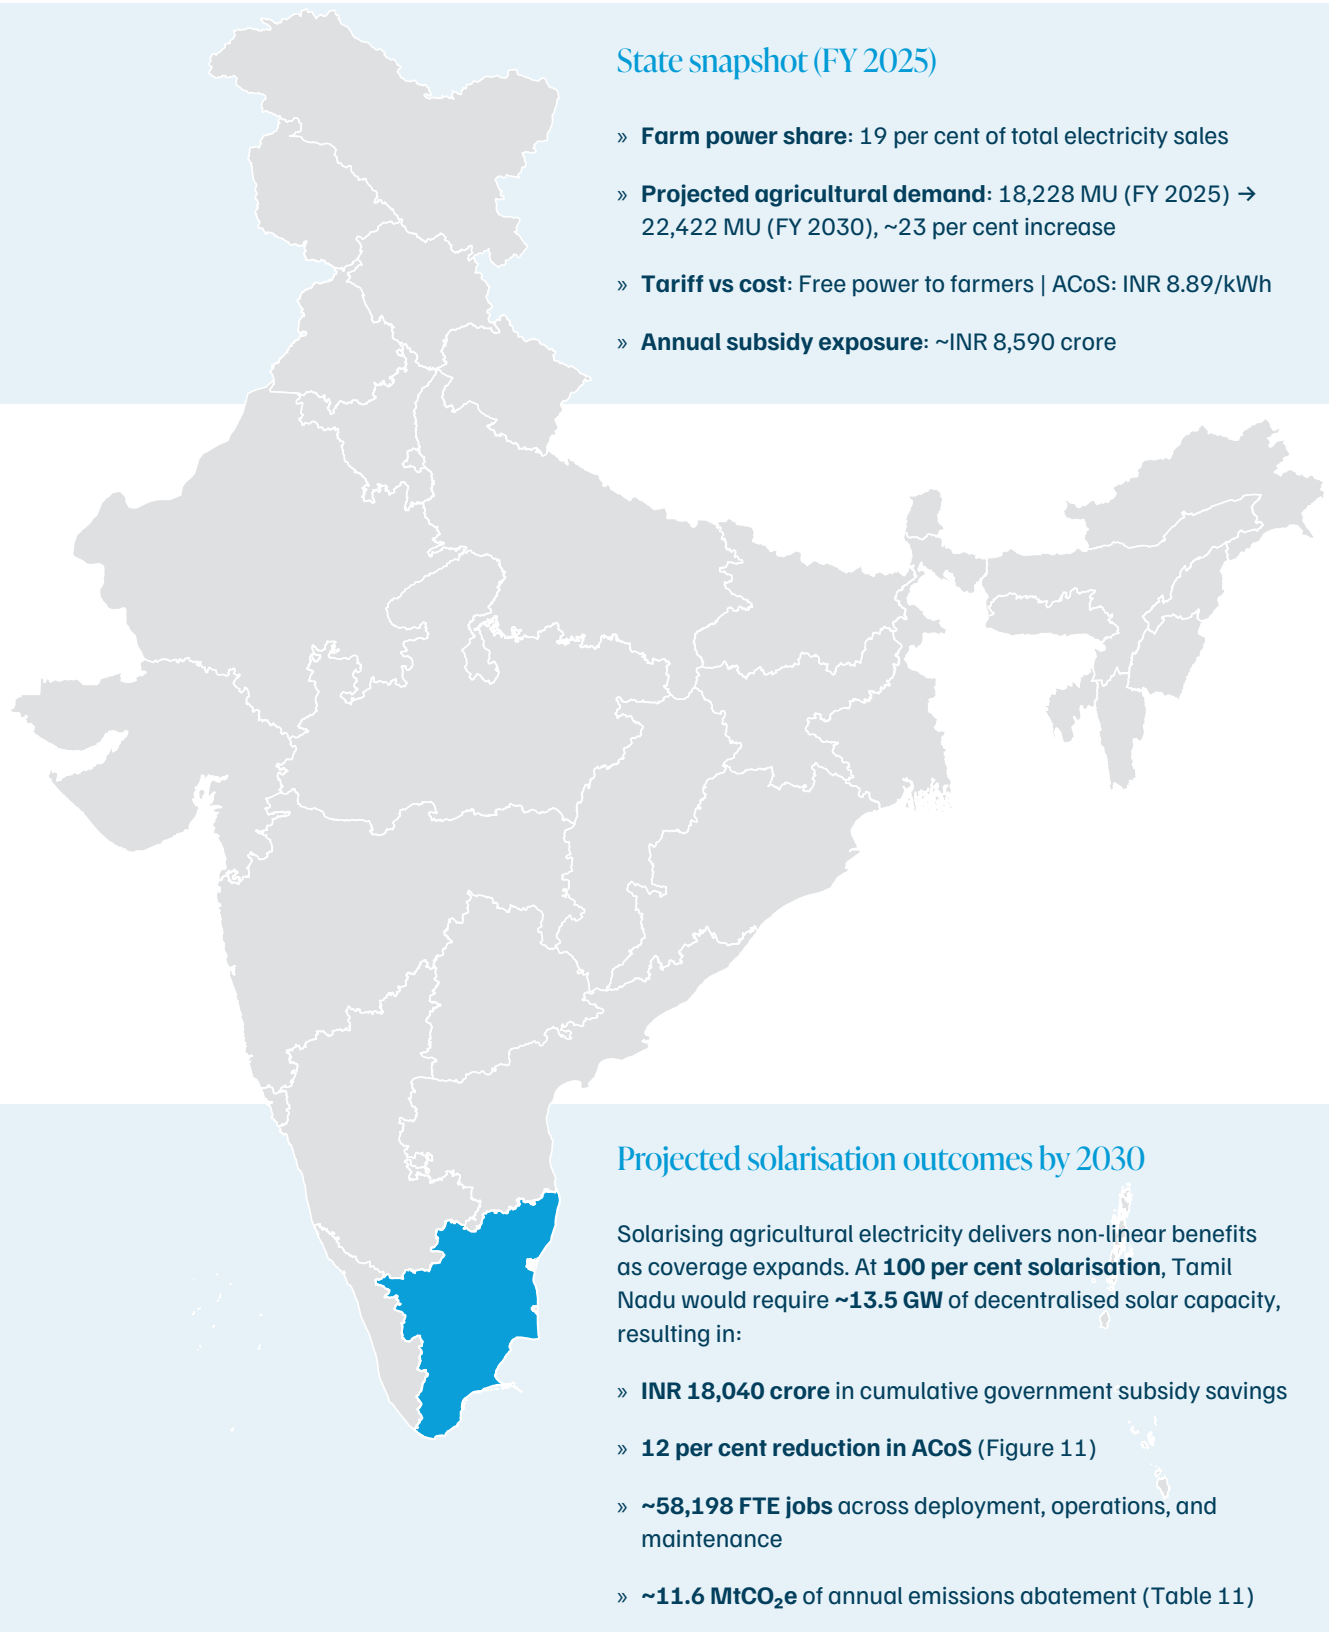 State snapshot (FY 2025)
» Farm power share: 19 per cent of total electricity sales
» Projected agricultural demand: 18,228 MU (FY 2025) →
22,422 MU (FY 2030), ~23 per cent increase
» Tariff vs cost: Free power to farmers | ACoS: INR 8.89/kWh
» Annual subsidy exposure: ~INR 8,590 crore
Projected solarisation outcomes by 2030
Solarising agricultural electricity delivers non-linear benefits
as coverage expands. At 100 per cent solarisation, Tamil
Nadu would require ~13.5 GW of decentralised solar capacity,
resulting in:
» INR 18,040 crore in cumulative government subsidy savings
» 12 per cent reduction in ACoS (Figure 11)
» ~58,198 FTE jobs across deployment, operations, and
maintenance
» ~11.6 MtCO₂e of annual emissions abatement (Table 11)